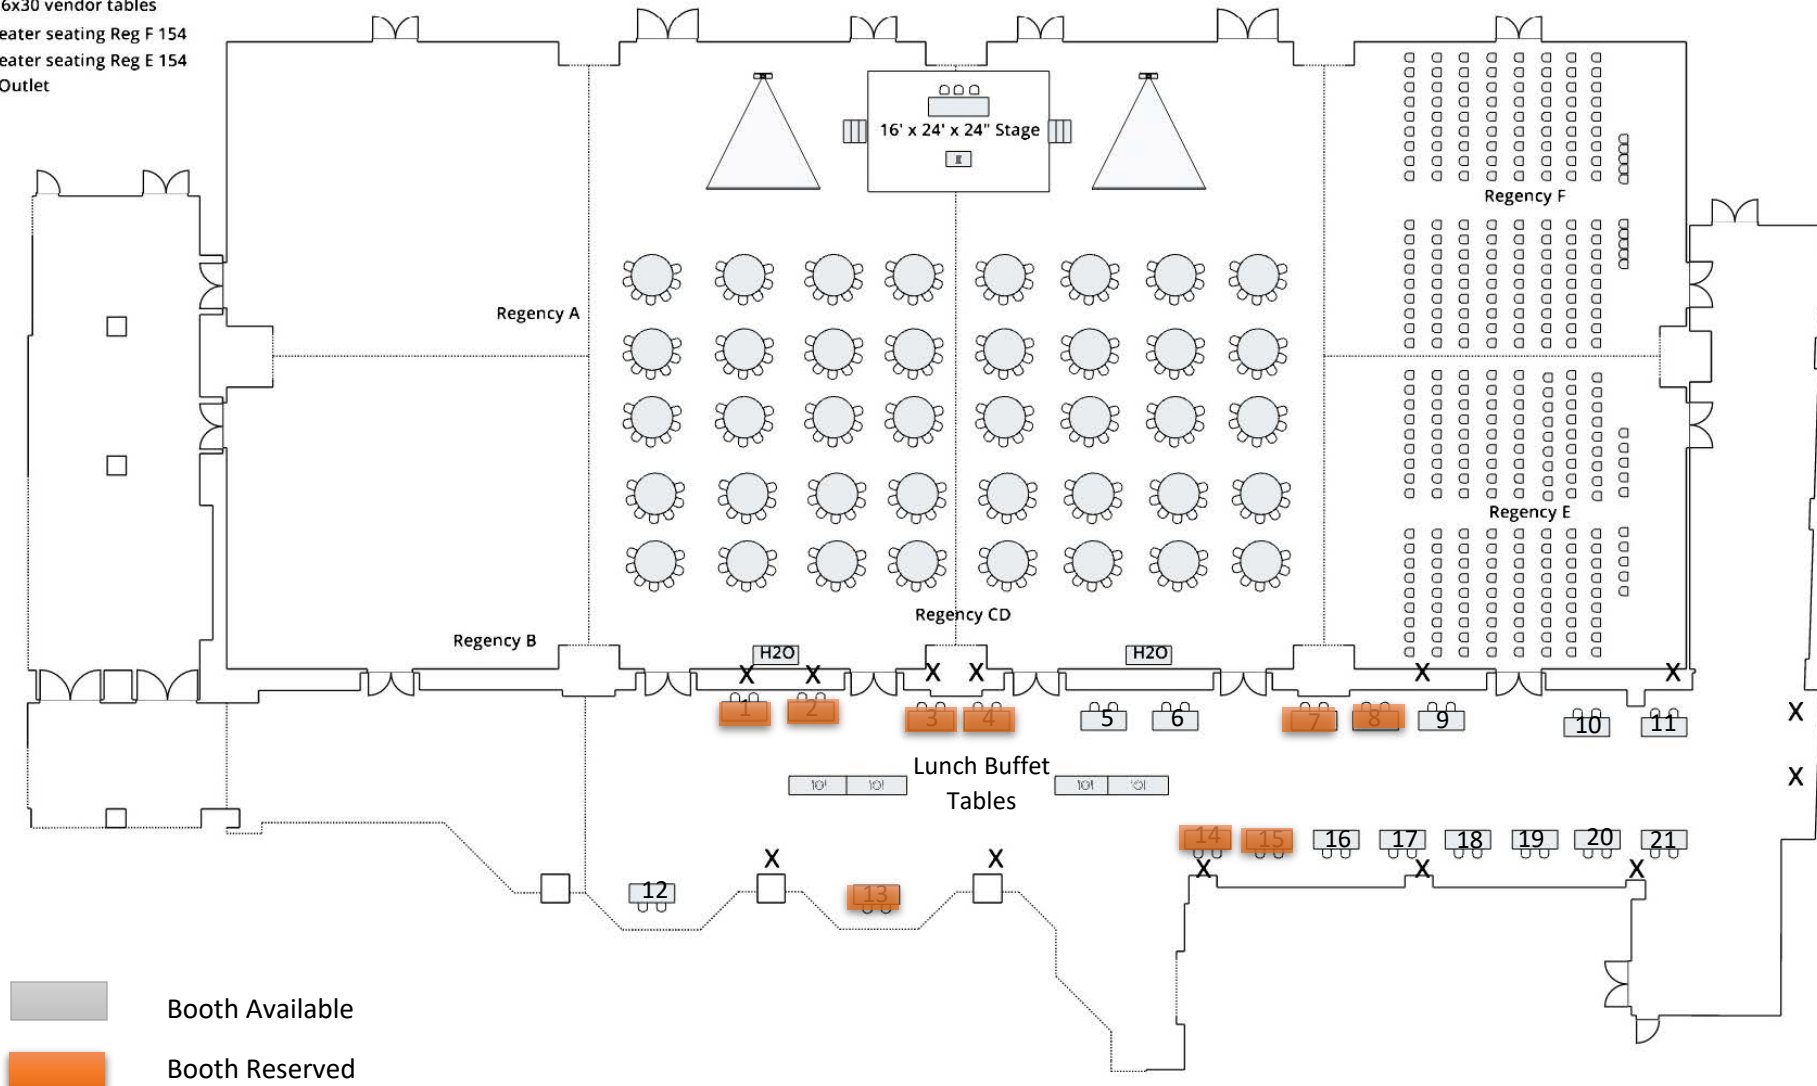 6x30 vendor tables
eater seating Reg F 154
eater seating Reg E 154
Outlet
16' x 24' x 24" Stage
Regency F
Regency A
Regency E
Regency CD
Regency B
H2O
H2O
X X X X X X
1 2 3 4 5 6 7 8 9 10 11
X
Lunch Buffet
Tables
X
14 15 16 17 18 19 20 21
X X X X X
12 13
Booth Available
Booth Reserved